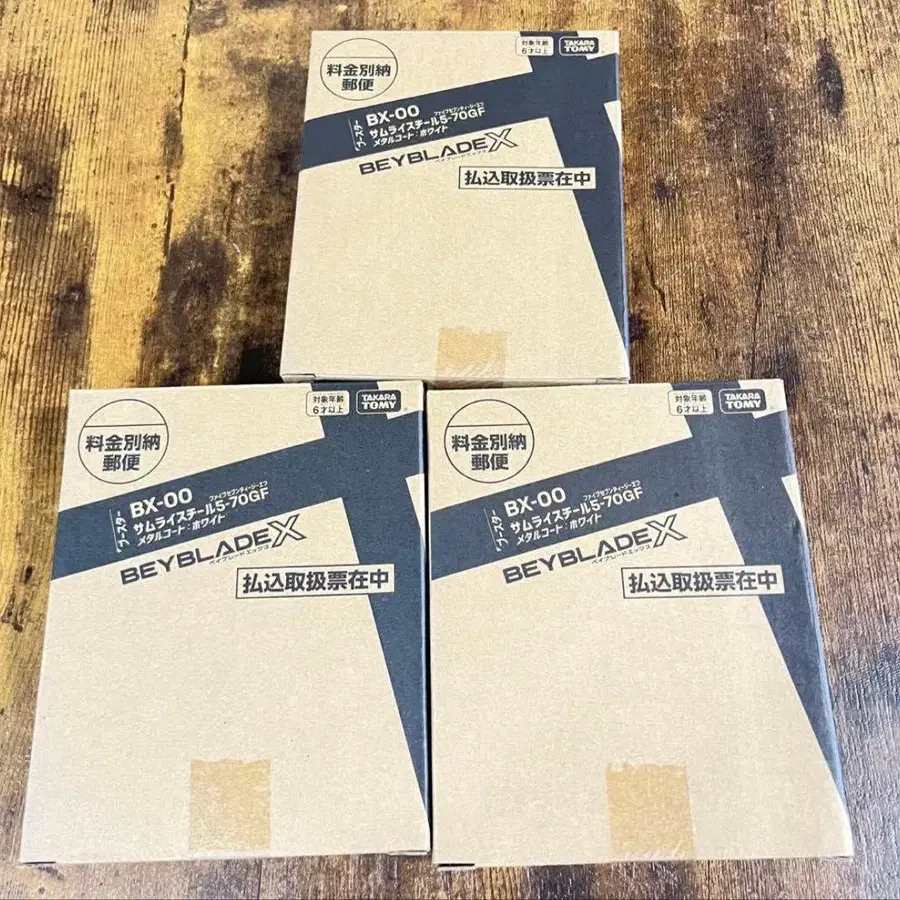 料金別納
郵便
対象年齢
6才以上
TAKARA
TOMY
ブースター
BX-00
ファイブセブンティージーエフ
サムライスチール5-70GF
メタルコート：ホワイト
BEYBLADE X
ベイブレードエックス
払込取扱票在中
料金別納
郵便
対象年齢
6才以上
TAKARA
TOMY
ブースター
BX-00
ファイブセブンティージーエフ
サムライスチール5-70GF
メタルコート：ホワイト
BEYBLADE X
ベイブレードエックス
払込取扱票在中
料金別納
郵便
対象年齢
6才以上
TAKARA
TOMY
ブースター
BX-00
ファイブセブンティージーエフ
サムライスチール5-70GF
メタルコート：ホワイト
BEYBLADE X
ベイブレードエックス
払込取扱票在中